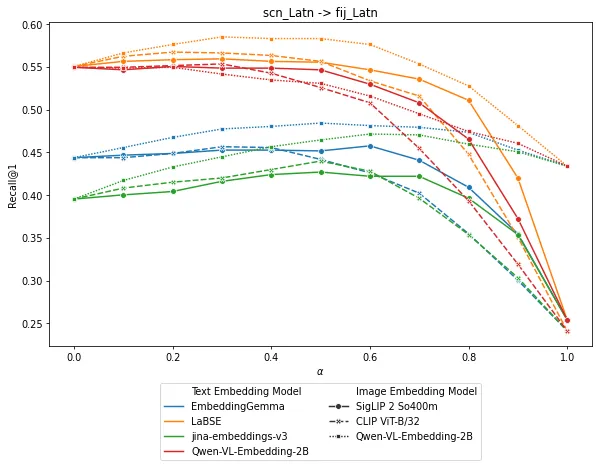 scn_Latn -> fij_Latn
Recall@1
0.60
0.55
0.50
0.45
0.40
0.35
0.30
0.25
0.0 0.2 0.4 0.6 0.8 1.0
α
Text Embedding Model Image Embedding Model
EmbeddingGemma SigLIP 2 So400m
LaBSE CLIP ViT-B/32
jina-embeddings-v3 Qwen-VL-Embedding-2B
Qwen-VL-Embedding-2B